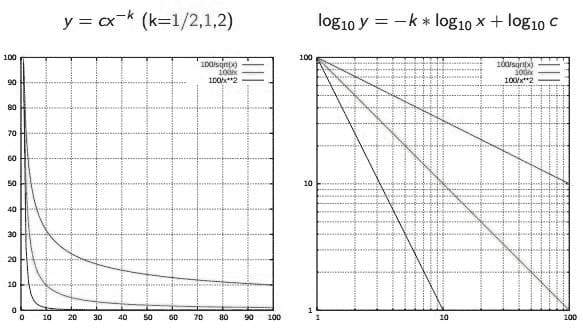 y = cx^{-k} (k=1/2,1,2)
100/sqrt(x)
100/x
100/x**2
100
90
80
70
60
50
40
30
20
10
0
0 10 20 30 40 50 60 70 80 90 100
log₁₀ y = −k ∗ log₁₀ x + log₁₀ c
100/sqrt(x)
100/x
100/x**2
100
10
1
1 10 100